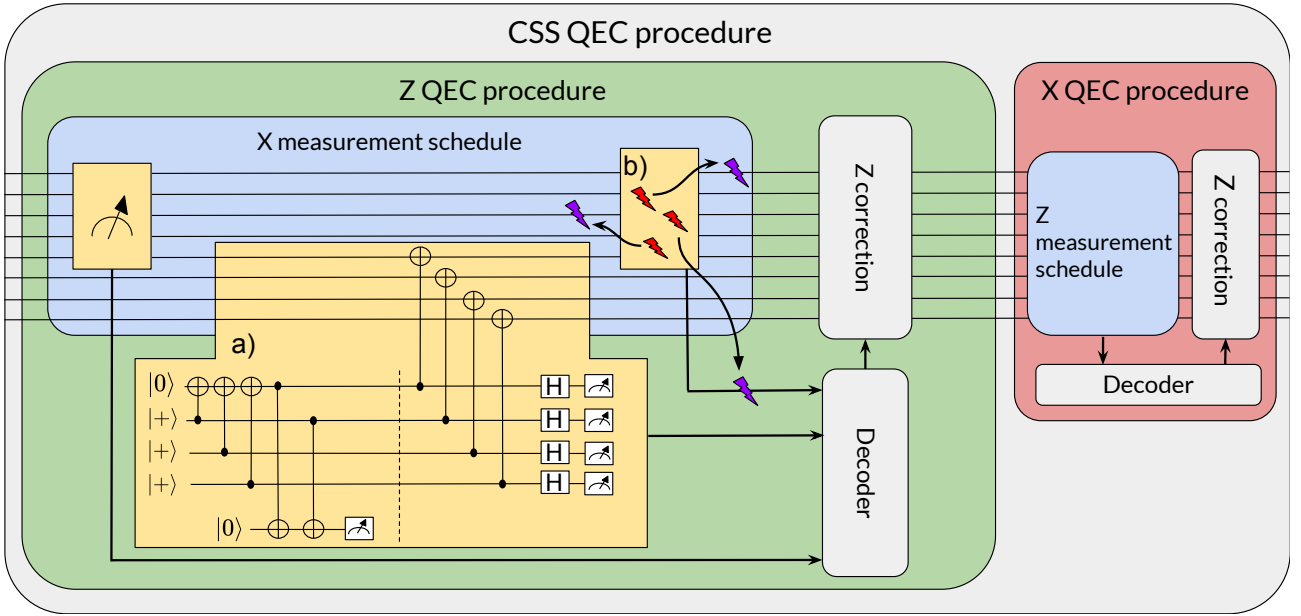 CSS QEC procedure
Z QEC procedure
X QEC procedure
X measurement schedule
b)
Z correction
Z
measurement
schedule
Z correction
a)
|0⟩ H
|+⟩ H
|+⟩ H
|+⟩ H
|0⟩
Decoder
Decoder